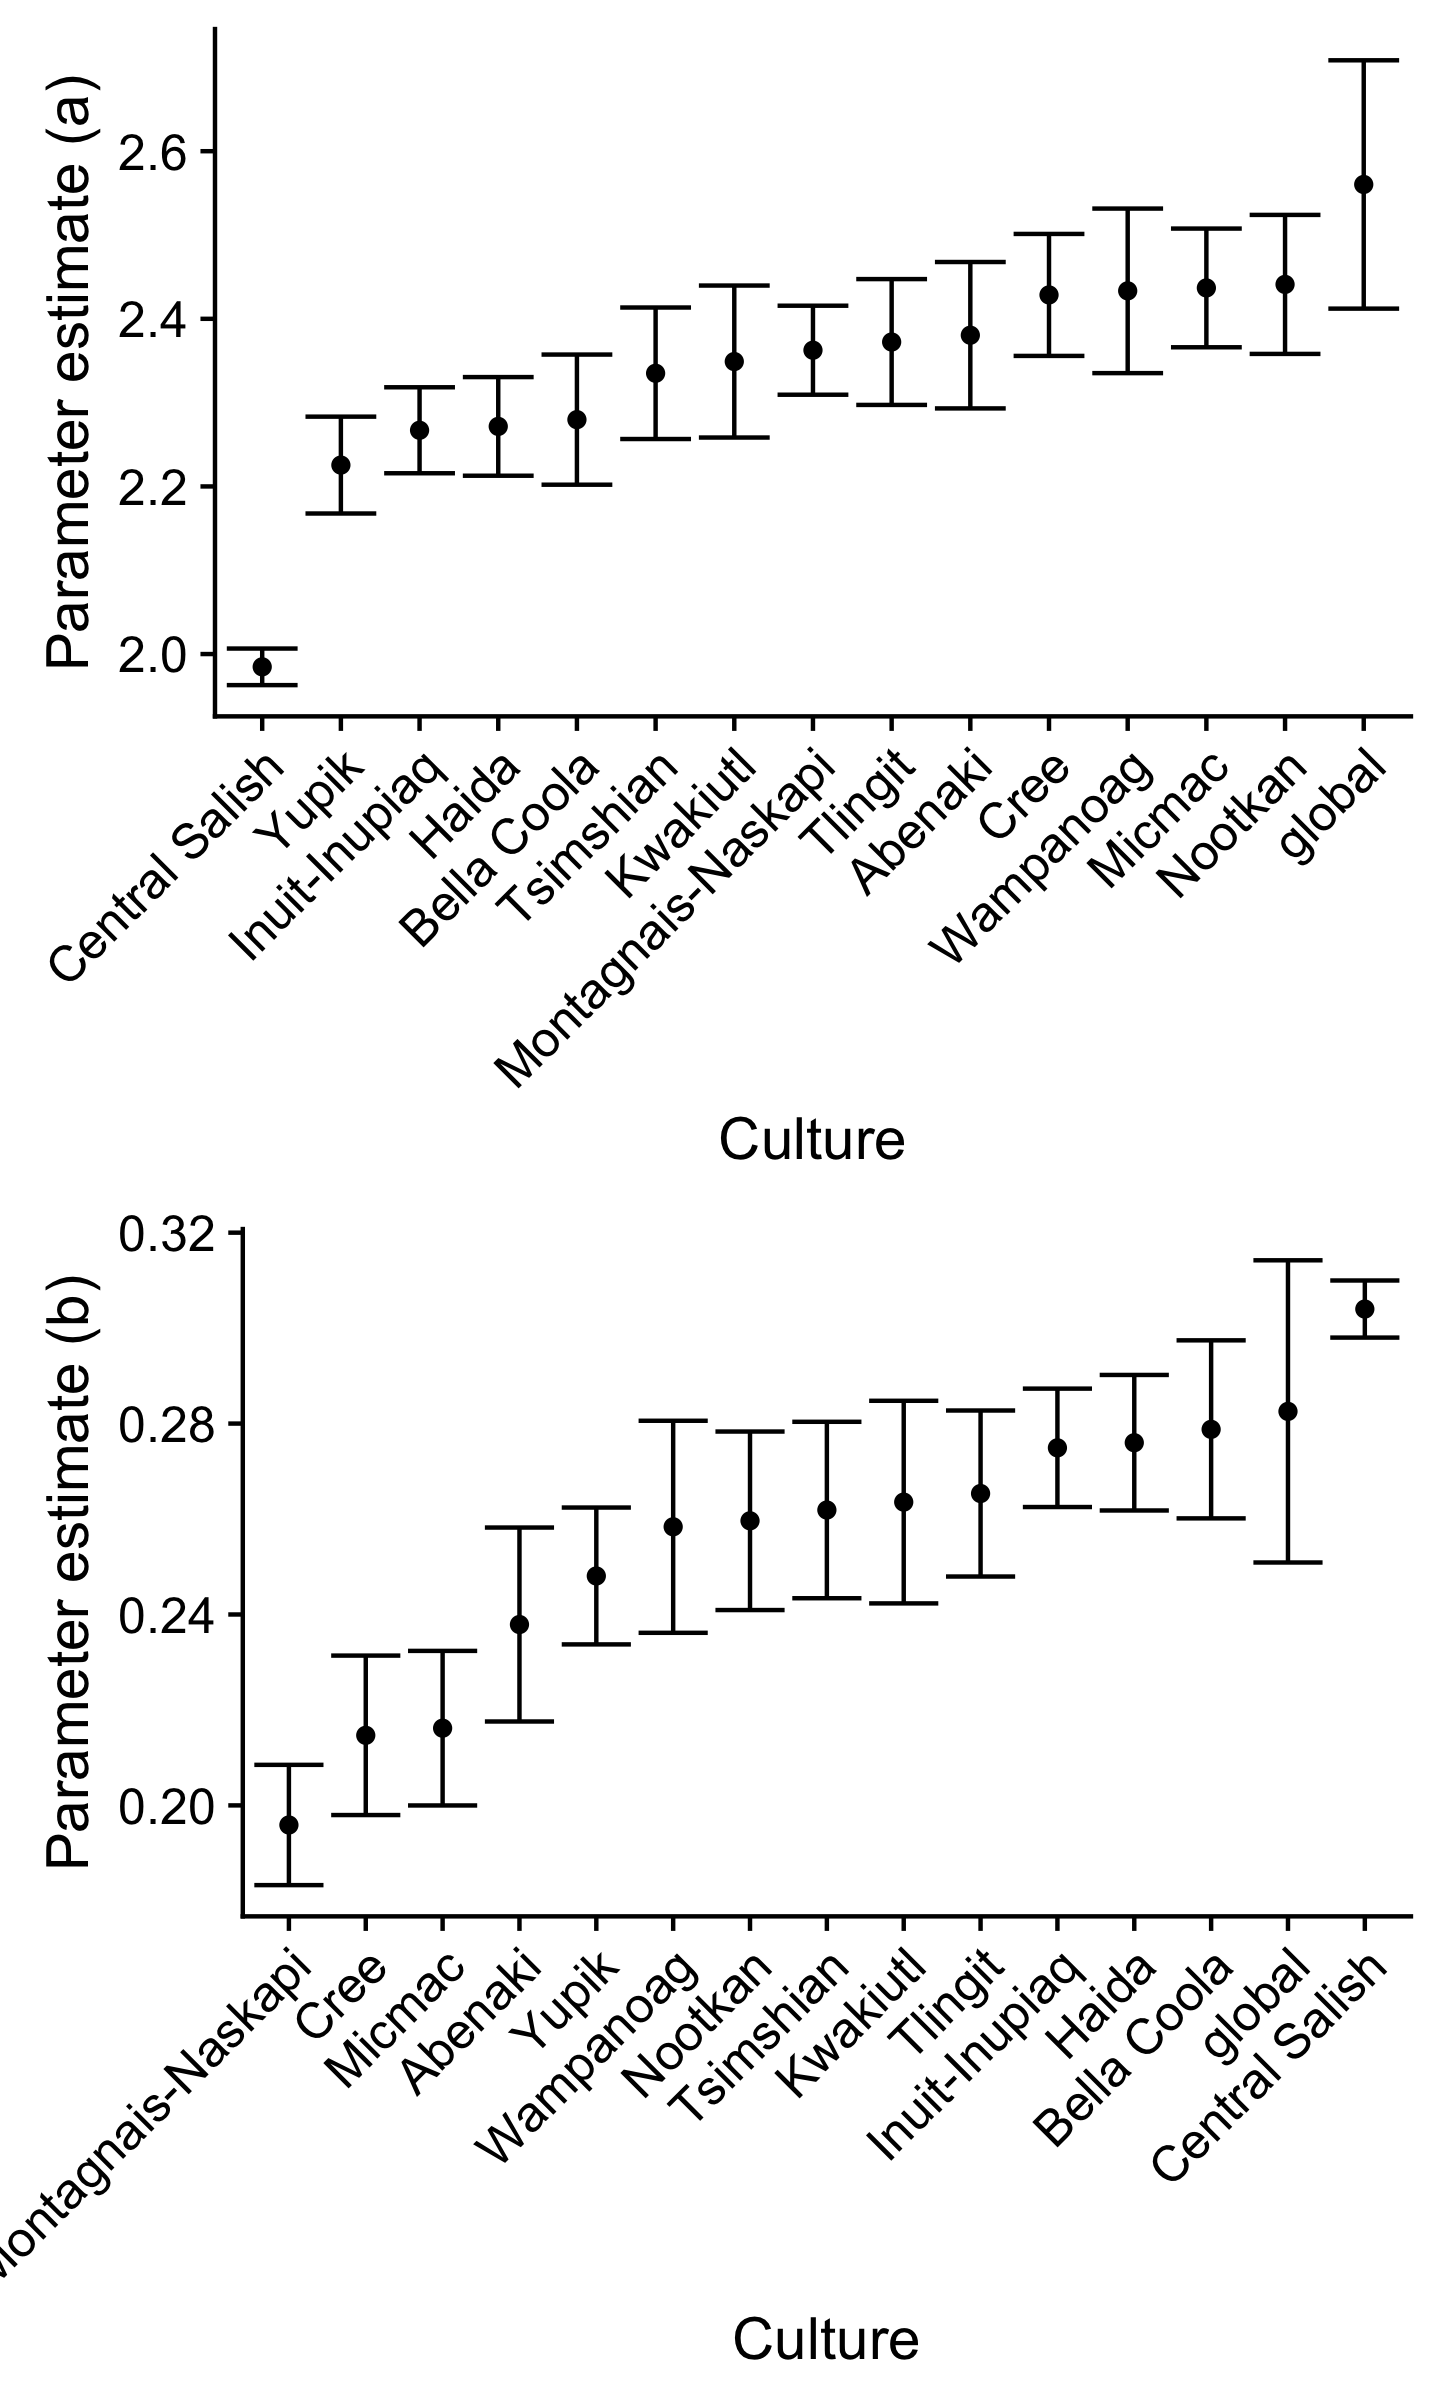 Parameter estimate (a)
2.6
2.4
2.2
2.0
Central Salish
Yupik
Inuit-Inupiaq
Haida
Bella Coola
Tsimshian
Kwakiutl
Montagnais-Naskapi
Tlingit
Abenaki
Cree
Wampanoag
Micmac
Nootkan
global
Culture
Parameter estimate (b)
0.32
0.28
0.24
0.20
ontagnais-Naskapi
Cree
Micmac
Abenaki
Yupik
Wampanoag
Nootkan
Tsimshian
Kwakiutl
Tlingit
Inuit-Inupiaq
Haida
Bella Coola
global
Central Salish
Culture